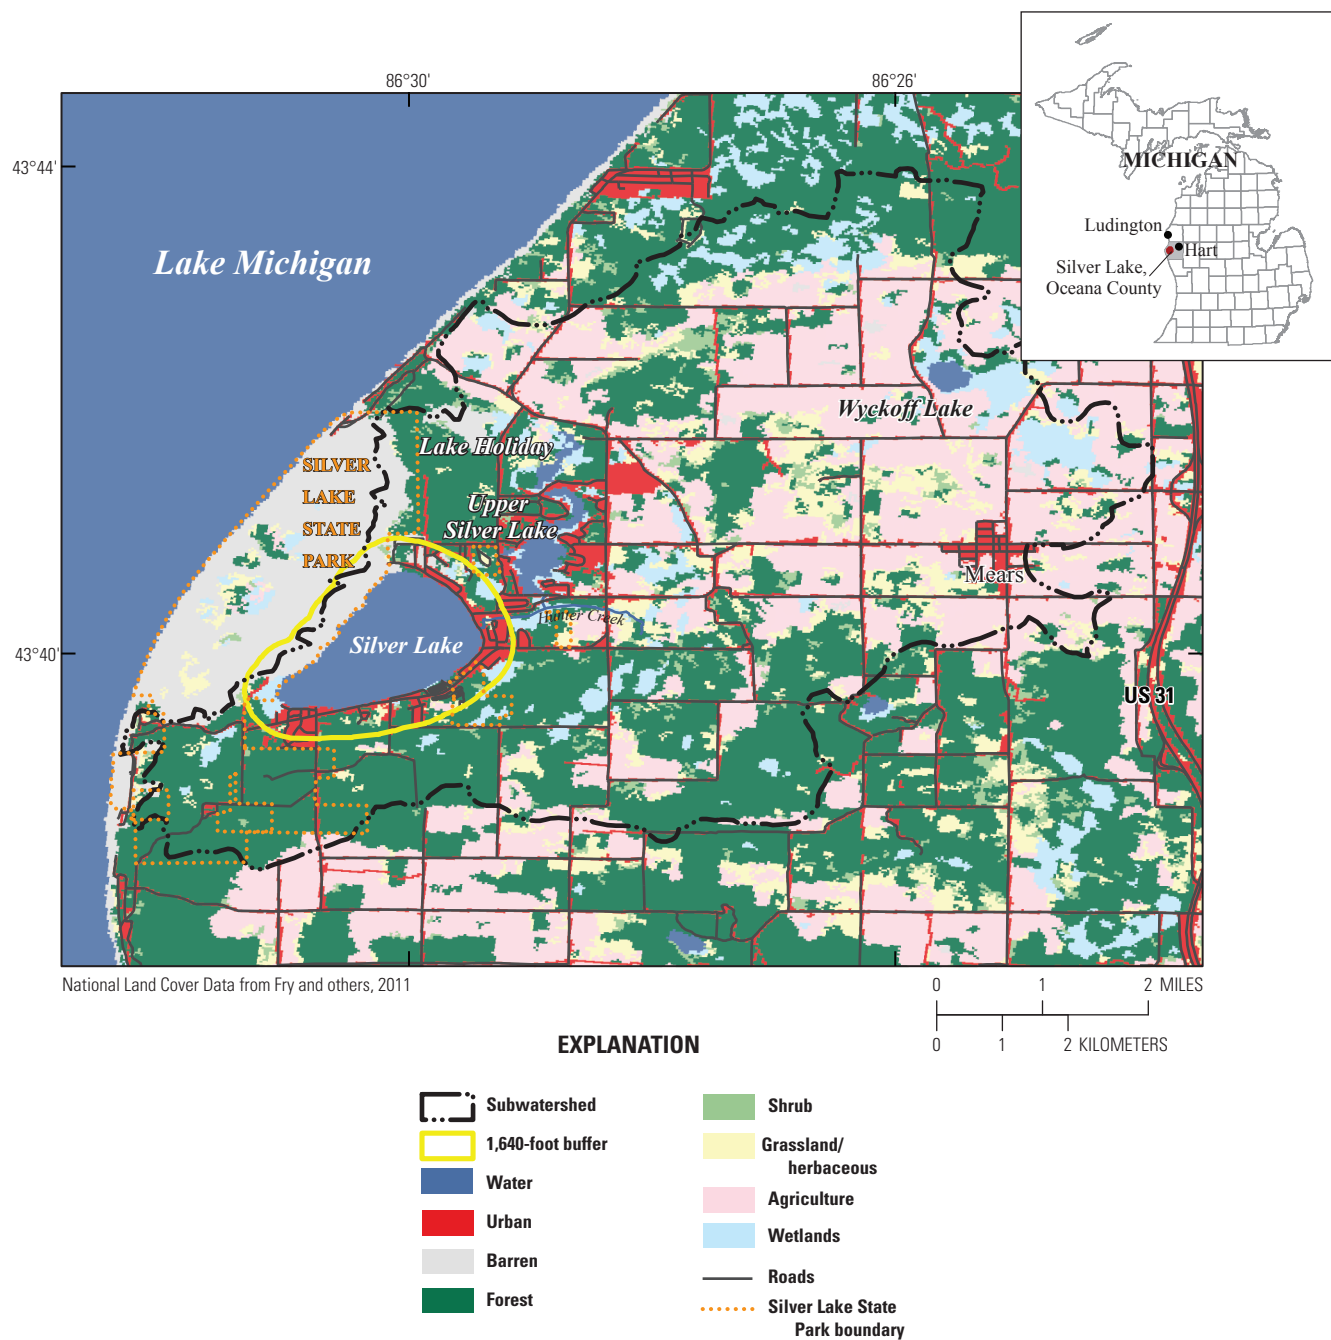 86°30'
86°26'
43°44'
43°40'
MICHIGAN
Ludington
Hart
Silver Lake,
Oceana County
Lake Michigan
Wyckoff Lake
Lake Holiday
SILVER
LAKE
STATE
PARK
Upper
Silver Lake
Mears
Hunter Creek
Silver Lake
US 31
National Land Cover Data from Fry and others, 2011
0 1 2 MILES
0 1 2 KILOMETERS
EXPLANATION
Subwatershed
1,640-foot buffer
Water
Urban
Barren
Forest
Shrub
Grassland/
herbaceous
Agriculture
Wetlands
Roads
Silver Lake State
Park boundary